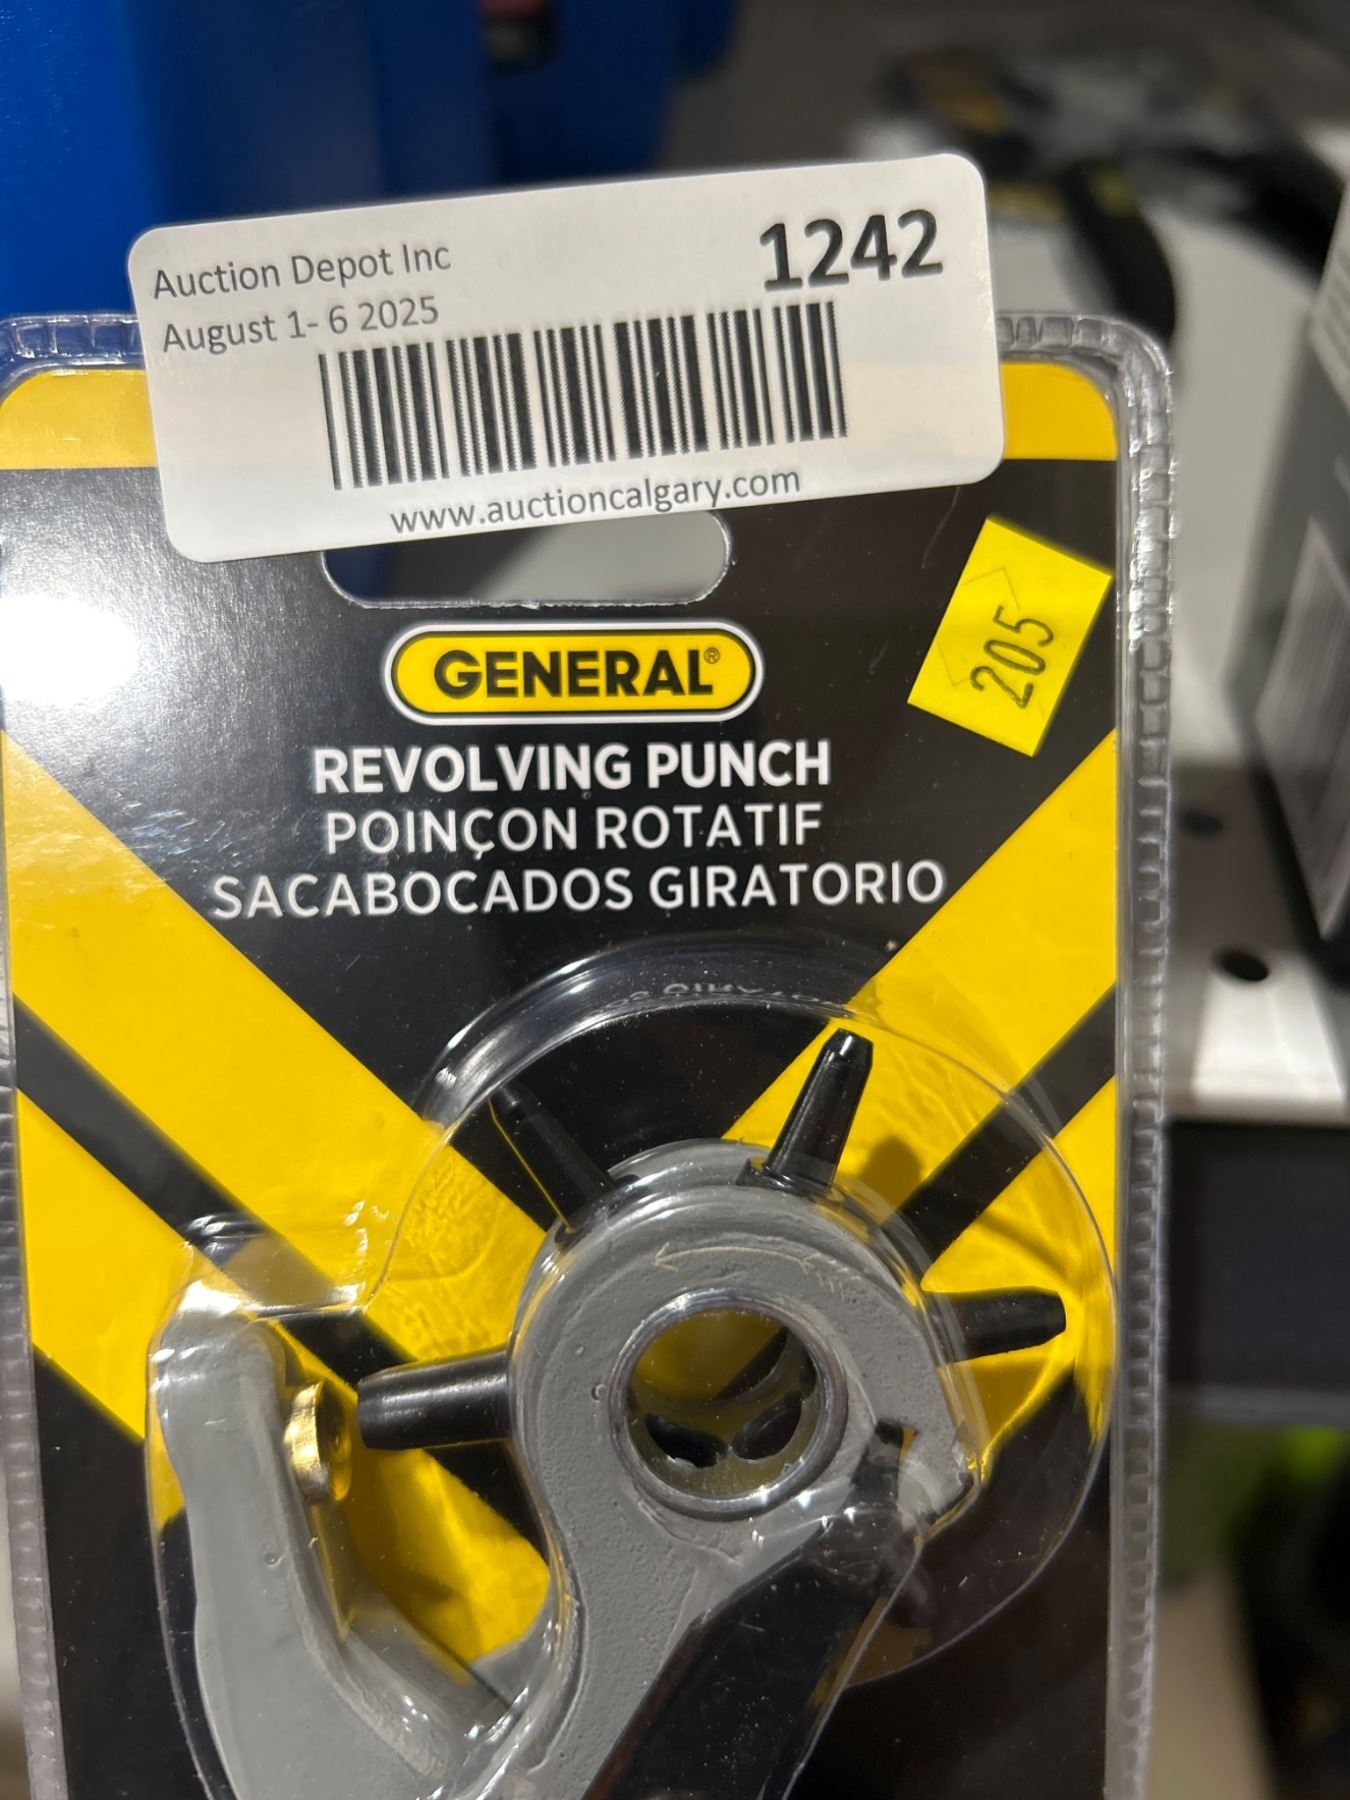 Auction Depot Inc
1242
August 1- 6 2025
www.auctioncalgary.com
205
GENERAL®
REVOLVING PUNCH
POINÇON ROTATIF
SACABOCADOS GIRATORIO